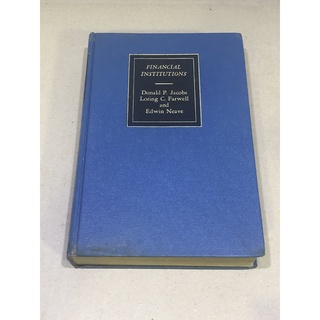 FINANCIAL
INSTITUTIONS
Donald P. Jacobs
Loring C. Farwell
and
Edwin Neave